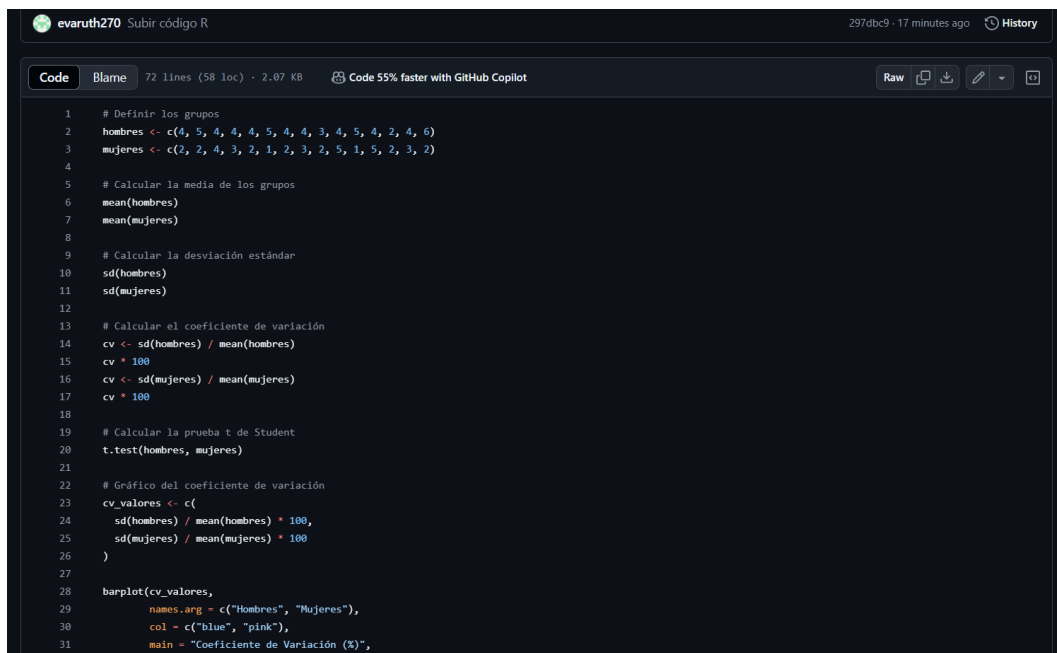 evaruth270 Subir código R 297dbc9 · 17 minutes ago History
Code Blame 72 lines (58 loc) · 2.07 KB Code 55% faster with GitHub Copilot Raw
1 # Definir los grupos
2 hombres <- c(4, 5, 4, 4, 4, 5, 4, 4, 3, 4, 5, 4, 2, 4, 6)
3 mujeres <- c(2, 2, 4, 3, 2, 1, 2, 3, 2, 5, 1, 5, 2, 3, 2)
4
5 # Calcular la media de los grupos
6 mean(hombres)
7 mean(mujeres)
8
9 # Calcular la desviación estándar
10 sd(hombres)
11 sd(mujeres)
12
13 # Calcular el coeficiente de variación
14 cv <- sd(hombres) / mean(hombres)
15 cv * 100
16 cv <- sd(mujeres) / mean(mujeres)
17 cv * 100
18
19 # Calcular la prueba t de Student
20 t.test(hombres, mujeres)
21
22 # Gráfico del coeficiente de variación
23 cv_valores <- c(
24 sd(hombres) / mean(hombres) * 100,
25 sd(mujeres) / mean(mujeres) * 100
26 )
27
28 barplot(cv_valores,
29 names.arg = c("Hombres", "Mujeres"),
30 col = c("blue", "pink"),
31 main = "Coeficiente de Variación (%)",